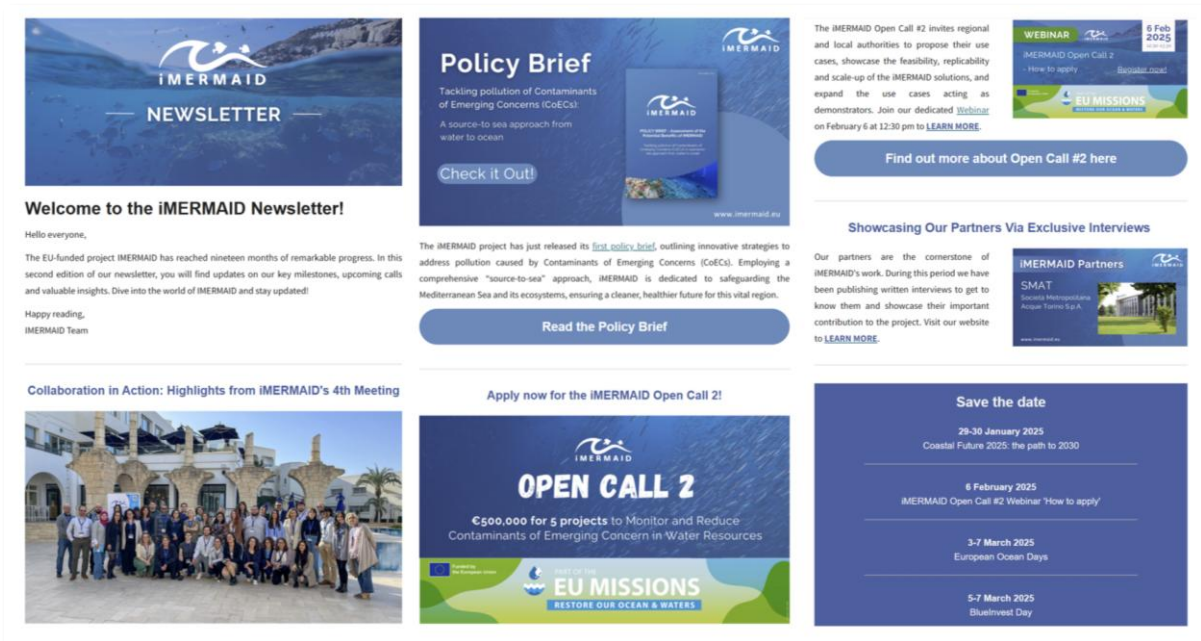 iMERMAID
NEWSLETTER
Welcome to the iMERMAID Newsletter!
Hello everyone,
The EU-funded project IMERMAID has reached nineteen months of remarkable progress. In this
second edition of our newsletter, you will find updates on our key milestones, upcoming calls
and valuable insights. Dive into the world of IMERMAID and stay updated!
Happy reading,
IMERMAID Team
Collaboration in Action: Highlights from iMERMAID's 4th Meeting
iMERMAID
Policy Brief
Tackling pollution of Contaminants
of Emerging Concerns (CoECs):
A source-to sea approach from
water to ocean
Check it Out!
iMERMAID
www.imermaid.eu
The iMERMAID project has just released its first policy brief, outlining innovative strategies to
address pollution caused by Contaminants of Emerging Concerns (CoECs). Employing a
comprehensive “source-to-sea” approach, iMERMAID is dedicated to safeguarding the
Mediterranean Sea and its ecosystems, ensuring a cleaner, healthier future for this vital region.
Read the Policy Brief
Apply now for the iMERMAID Open Call 2!
iMERMAID
OPEN CALL 2
€500,000 for 5 projects to Monitor and Reduce
Contaminants of Emerging Concern in Water Resources
Funded by
the European Union
PART OF THE
EU MISSIONS
RESTORE OUR OCEAN & WATERS
The iMERMAID Open Call #2 invites regional
and local authorities to propose their use
cases, showcase the feasibility, replicability
and scale-up of the iMERMAID solutions, and
expand the use cases acting as
demonstrators. Join our dedicated Webinar
on February 6 at 12:30 pm to LEARN MORE.
WEBINAR
6 Feb
2025
iMERMAID Open Call 2
- How to apply
Register now!
EU MISSIONS
RESTORE OUR OCEAN & WATERS
Find out more about Open Call #2 here
Showcasing Our Partners Via Exclusive Interviews
Our partners are the cornerstone of
iMERMAID's work. During this period we have
been publishing written interviews to get to
know them and showcase their important
contribution to the project. Visit our website
to LEARN MORE.
iMERMAID Partners
iMERMAID
SMAT
Società Metropolitana
Acque Torino S.p.A.
www.imermaid.eu
Save the date
29-30 January 2025
Coastal Future 2025: the path to 2030
6 February 2025
iMERMAID Open Call #2 Webinar 'How to apply'
3-7 March 2025
European Ocean Days
5-7 March 2025
BlueInvest Day